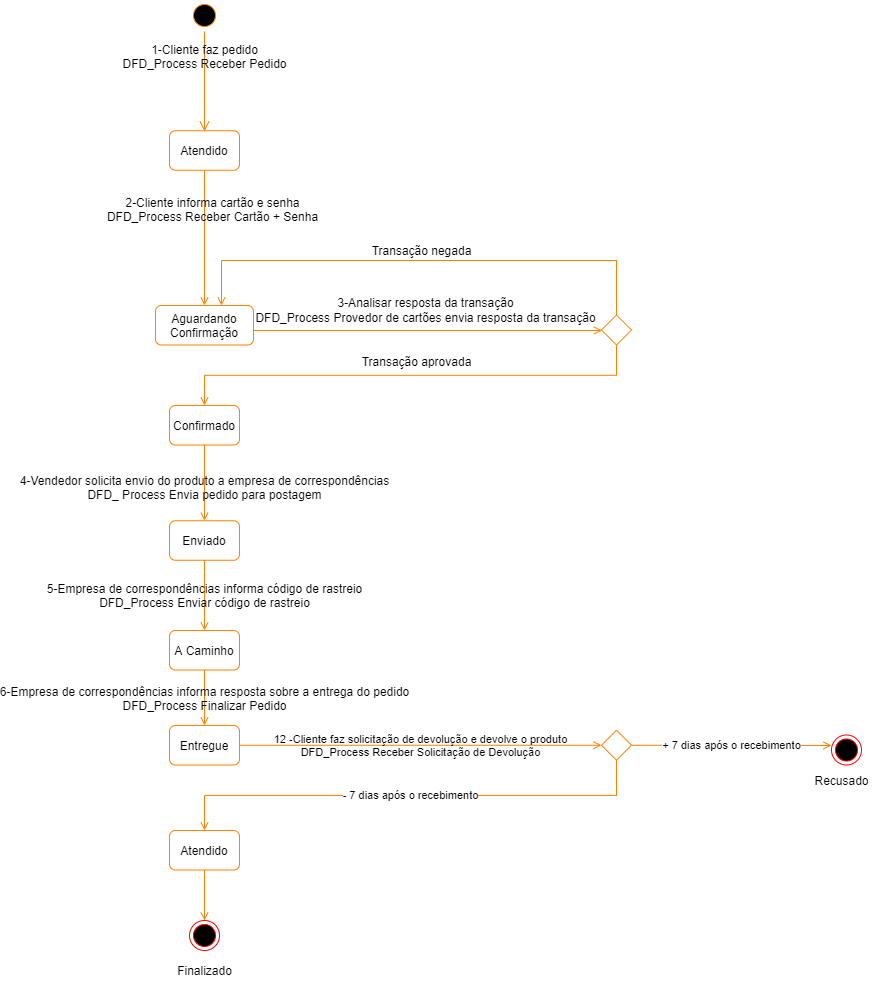 1-Cliente faz pedido
DFD_Process Receber Pedido
Atendido
2-Cliente informa cartão e senha
DFD_Process Receber Cartão + Senha
Transação negada
Aguardando
Confirmação
3-Analisar resposta da transação
DFD_Process Provedor de cartões envia resposta da transação
Transação aprovada
Confirmado
4-Vendedor solicita envio do produto a empresa de correspondências
DFD_ Process Envia pedido para postagem
Enviado
5-Empresa de correspondências informa código de rastreio
DFD_Process Enviar código de rastreio
A Caminho
6-Empresa de correspondências informa resposta sobre a entrega do pedido
DFD_Process Finalizar Pedido
Entregue
12 -Cliente faz solicitação de devolução e devolve o produto
DFD_Process Receber Solicitação de Devolução
+ 7 dias após o recebimento
Recusado
- 7 dias após o recebimento
Atendido
Finalizado